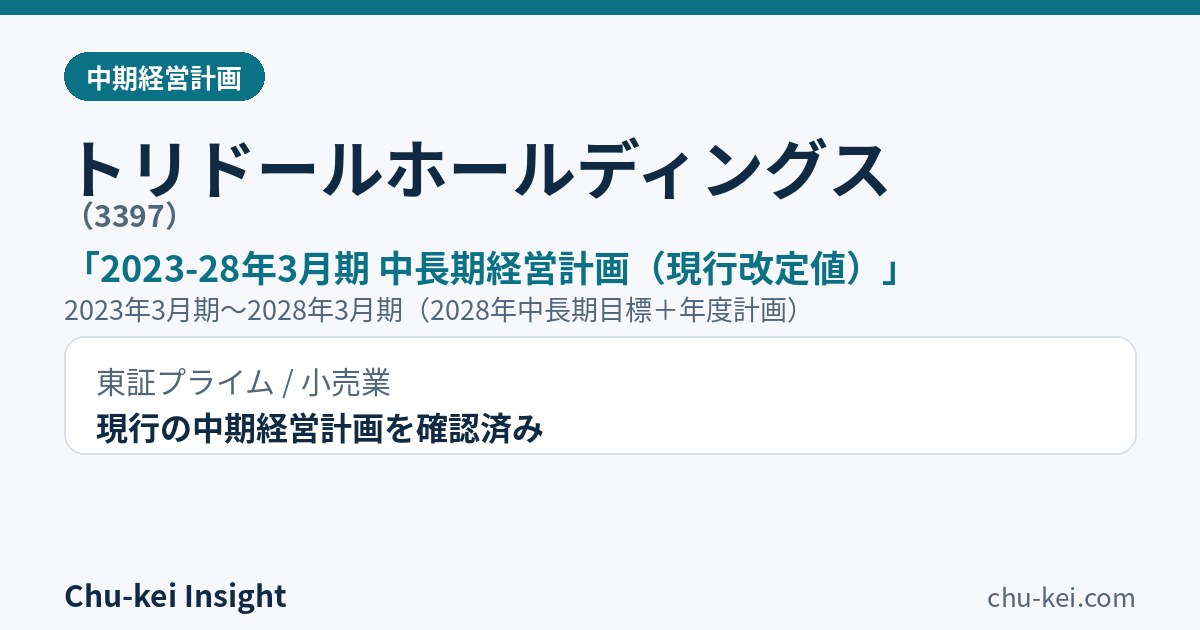 中期経営計画
トリドールホールディングス
（3397）
「2023-28年3月期 中長期経営計画（現行改定値）」
2023年3月期～2028年3月期（2028年中長期目標＋年度計画）
東証プライム / 小売業
現行の中期経営計画を確認済み
Chu-kei Insight
chu-kei.com